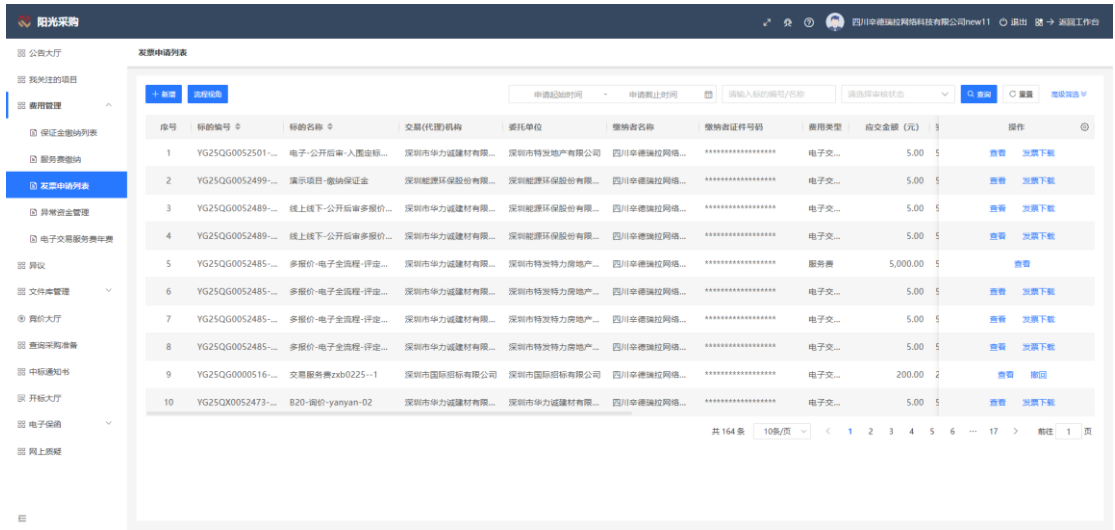 阳光采购
四川辛德瑞拉网络科技有限公司new11 退出 返回工作台
公告大厅
我关注的项目
费用管理
保证金缴纳列表
服务费缴纳
发票申请列表
异常资金管理
电子交易服务费年费
异议
文件库管理
竞价大厅
查阅采购准备
中标通知书
开标大厅
电子保函
网上质疑
发票申请列表
+ 新增 流程视角 申请起始时间 - 申请截止时间 请输入标的编号/名称 请选择审核状态 查询 重置 高级筛选
序号 标的编号 标的名称 交易(代理)机构 委托单位 缴纳者名称 缴纳者证件号码 费用类型 应交金额（元） 操作
1 YG25QG0052501-... 电子-公开后审-入围定标... 深圳市华力诚建材有限... 深圳市特发地产有限公司 四川辛德瑞拉网络... ****************** 电子交... 5.00 查看 发票下载
2 YG25QG0052499-... 演示项目-缴纳保证金 深圳能源环保股份有限... 深圳能源环保股份有限... 四川辛德瑞拉网络... ****************** 电子交... 5.00 查看 发票下载
3 YG25QG0052489-... 线上线下-公开后审多报价... 深圳市华力诚建材有限... 深圳能源环保股份有限... 四川辛德瑞拉网络... ****************** 电子交... 5.00 查看 发票下载
4 YG25QG0052489-... 线上线下-公开后审多报价... 深圳市华力诚建材有限... 深圳能源环保股份有限... 四川辛德瑞拉网络... ****************** 电子交... 5.00 查看 发票下载
5 YG25QG0052485-... 多报价-电子全流程-评定... 深圳市华力诚建材有限... 深圳市特发特力房地产... 四川辛德瑞拉网络... ****************** 服务费 5,000.00 查看
6 YG25QG0052485-... 多报价-电子全流程-评定... 深圳市华力诚建材有限... 深圳市特发特力房地产... 四川辛德瑞拉网络... ****************** 电子交... 5.00 查看 发票下载
7 YG25QG0052485-... 多报价-电子全流程-评定... 深圳市华力诚建材有限... 深圳市特发特力房地产... 四川辛德瑞拉网络... ****************** 电子交... 5.00 查看 发票下载
8 YG25QG0052485-... 多报价-电子全流程-评定... 深圳市华力诚建材有限... 深圳市特发特力房地产... 四川辛德瑞拉网络... ****************** 电子交... 5.00 查看 发票下载
9 YG25QG0000516-... 交易服务费zxb0225--1 深圳市国际招标有限公司 深圳市国际招标有限公司 四川辛德瑞拉网络... ****************** 电子交... 200.00 查看 撤回
10 YG25QX0052473-... B20-询价-yanyan-02 深圳市华力诚建材有限... 深圳市华力诚建材有限... 四川辛德瑞拉网络... ****************** 电子交... 5.00 查看 发票下载
共 164 条 10条/页 < 1 2 3 4 5 6 ... 17 > 前往 1 页